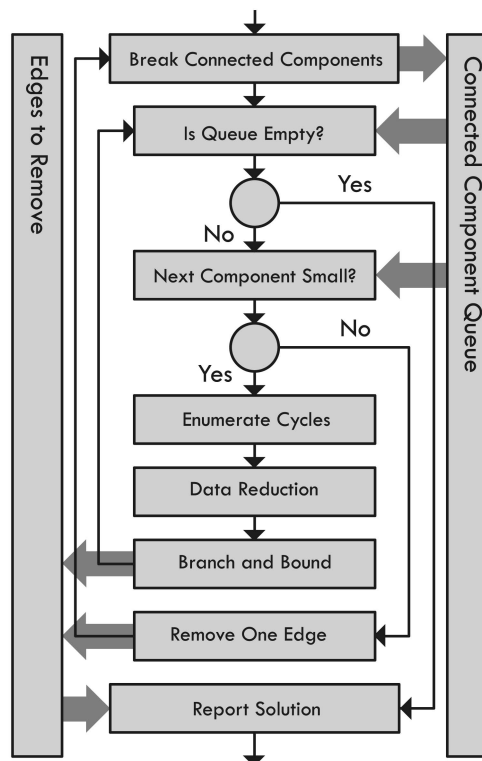 Edges to Remove
Break Connected Components
Is Queue Empty?
Yes
No
Next Component Small?
No
Yes
Enumerate Cycles
Data Reduction
Branch and Bound
Remove One Edge
Report Solution
Connected Component Queue